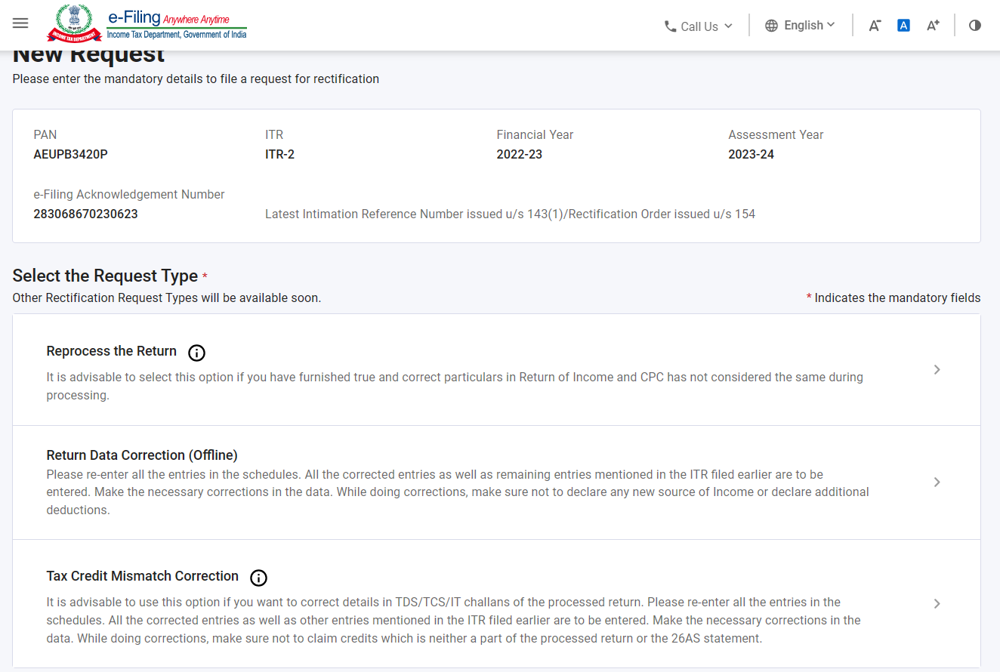 e-Filing Anywhere Anytime
Income Tax Department, Government of India
INCOME TAX DEPARTMENT
Call Us
English
A-
A
A+
New Request
Please enter the mandatory details to file a request for rectification
PAN
AEUPB3420P
ITR
ITR-2
Financial Year
2022-23
Assessment Year
2023-24
e-Filing Acknowledgement Number
283068670230623
Latest Intimation Reference Number issued u/s 143(1)/Rectification Order issued u/s 154
Select the Request Type *
Other Rectification Request Types will be available soon.
* Indicates the mandatory fields
Reprocess the Return
It is advisable to select this option if you have furnished true and correct particulars in Return of Income and CPC has not considered the same during
processing.
Return Data Correction (Offline)
Please re-enter all the entries in the schedules. All the corrected entries as well as remaining entries mentioned in the ITR filed earlier are to be
entered. Make the necessary corrections in the data. While doing corrections, make sure not to declare any new source of Income or declare additional
deductions.
Tax Credit Mismatch Correction
It is advisable to use this option if you want to correct details in TDS/TCS/IT challans of the processed return. Please re-enter all the entries in the
schedules. All the corrected entries as well as other entries mentioned in the ITR filed earlier are to be entered. Make the necessary corrections in the
data. While doing corrections, make sure not to claim credits which is neither a part of the processed return or the 26AS statement.